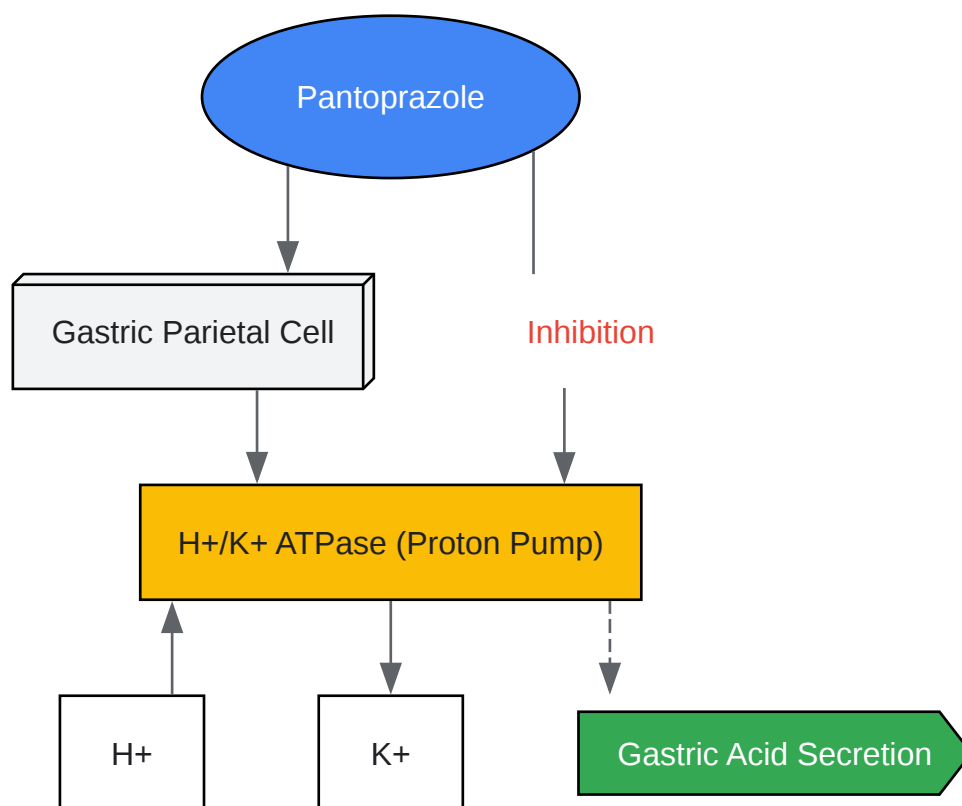 Pantoprazole
Gastric Parietal Cell
Inhibition
H+/K+ ATPase (Proton Pump)
H+
K+
Gastric Acid Secretion